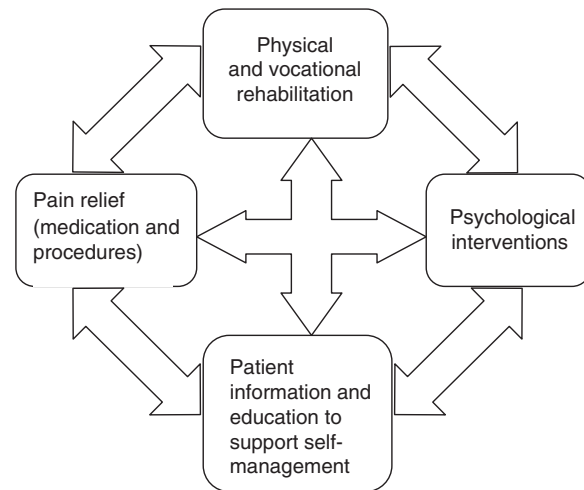 Physical
and vocational
rehabilitation
Pain relief
(medication and
procedures)
Psychological
interventions
Patient
information and
education to
support self-
management